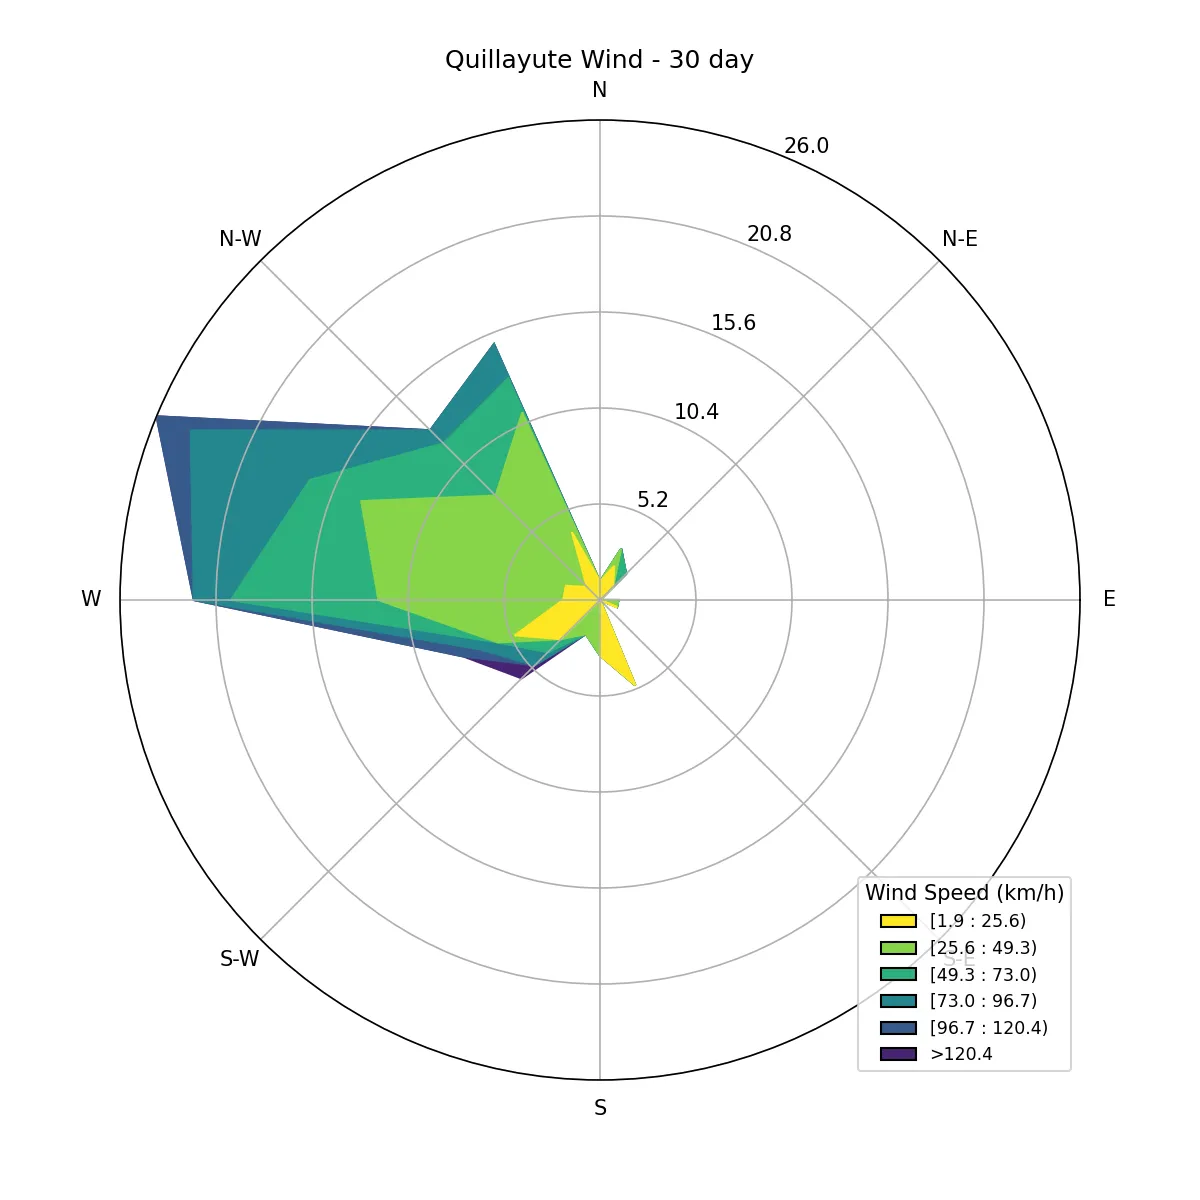 Quillayute Wind - 30 day
N
26.0
N-W
20.8
N-E
15.6
10.4
5.2
W
E
S-W
S-E
S
Wind Speed (km/h)
[1.9 : 25.6)
[25.6 : 49.3)
[49.3 : 73.0)
[73.0 : 96.7)
[96.7 : 120.4)
>120.4